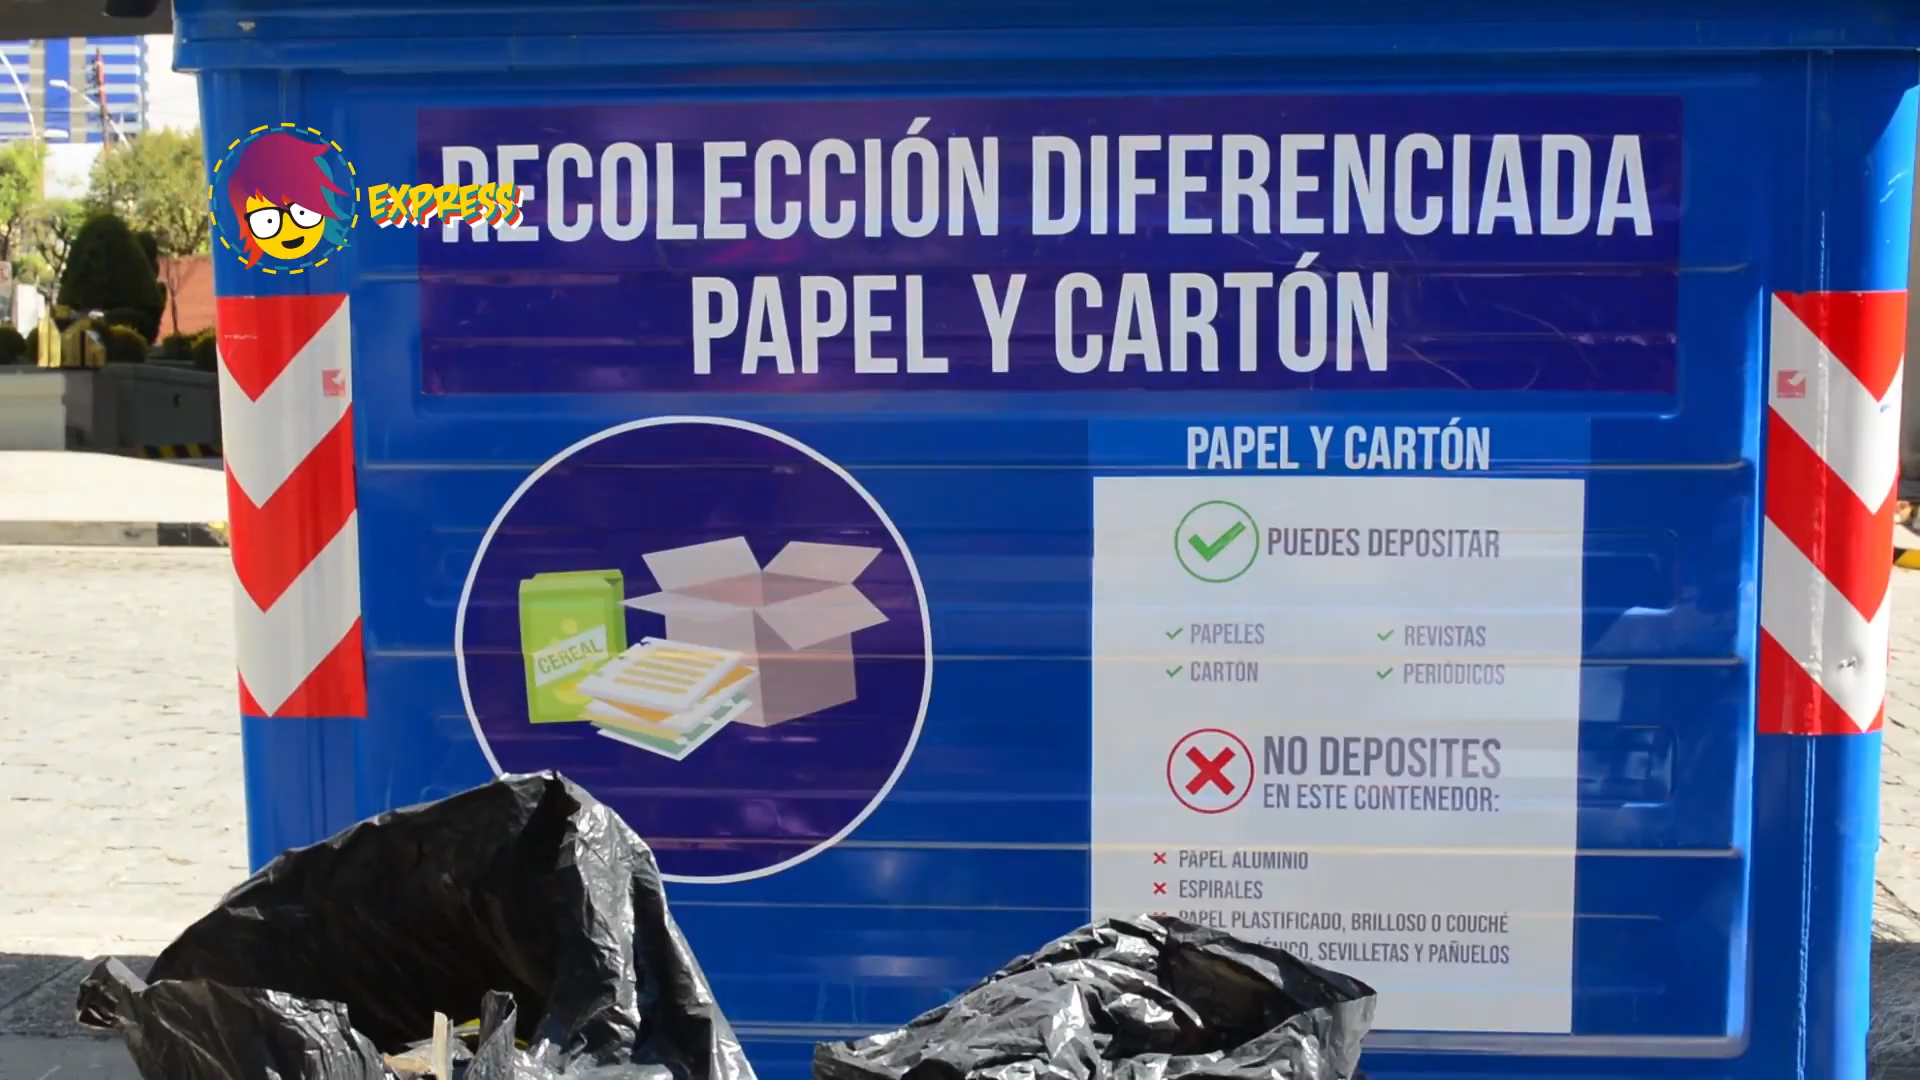 EXPRESS
RECOLECCIÓN DIFERENCIADA
PAPEL Y CARTÓN
CEREAL
PAPEL Y CARTÓN
PUEDES DEPOSITAR
PAPELES
REVISTAS
CARTÓN
PERIÓDICOS
NO DEPOSITES
EN ESTE CONTENEDOR:
PAPEL ALUMINIO
ESPIRALES
PAPEL PLASTIFICADO, BRILLOSO O COUCHÉ
SEVILLETAS Y PAÑUELOS